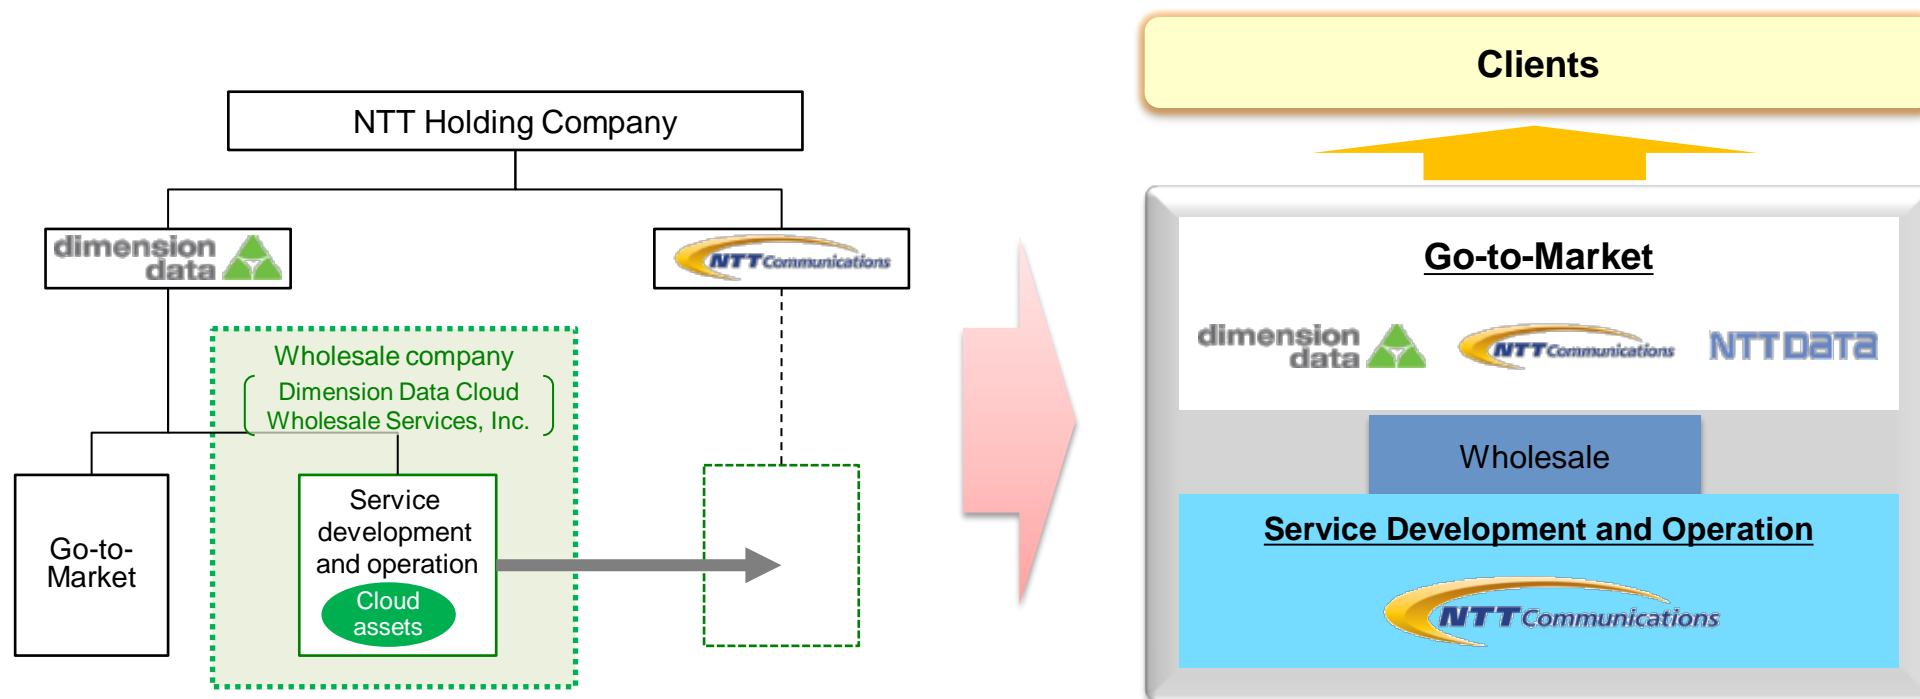 NTT Holding Company
dimension
data
NTT Communications
Wholesale company
Dimension Data Cloud
Wholesale Services, Inc.
Go-to-
Market
Service
development
and operation
Cloud
assets
Clients
Go-to-Market
dimension
data
NTT Communications
NTT DATA
Wholesale
Service Development and Operation
NTT Communications